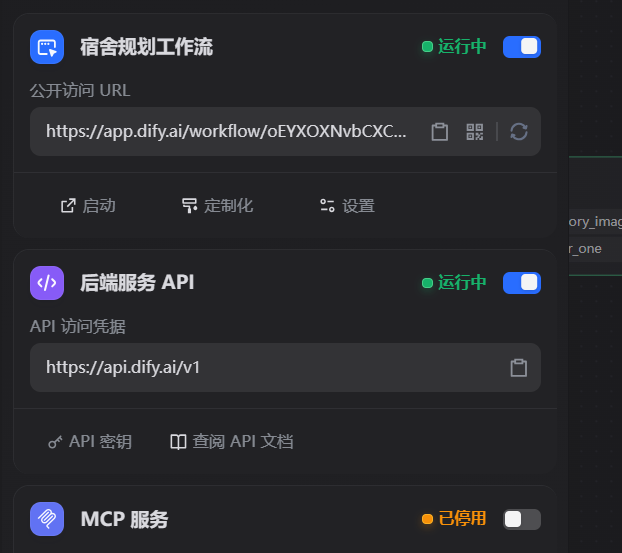 宿舍规划工作流
运行中
公开访问 URL
https://app.dify.ai/workflow/oEYXOXNvbCXC...
启动
定制化
设置
ory_imag
r_one
后端服务 API
运行中
API 访问凭据
https://api.dify.ai/v1
API 密钥
查阅 API 文档
MCP 服务
已停用